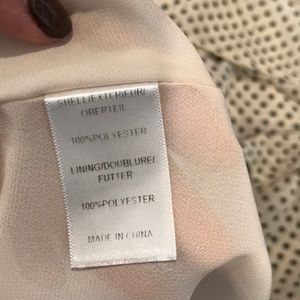 SHELL/EXTERIEUR/
OBERTEIL
100%POLYESTER
LINING/DOUBLURE/
FUTTER
100%POLYESTER
MADE IN CHINA